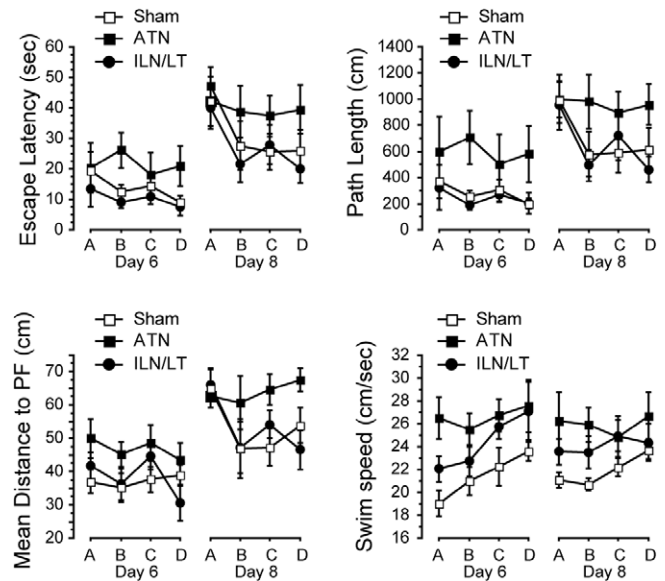 Sham
ATN
ILN/LT
Escape Latency (sec)
60
50
40
30
20
10
0
A B C D A B C D
Day 6 Day 8
Sham
ATN
ILN/LT
Path Length (cm)
1400
1200
1000
800
600
400
200
0
A B C D A B C D
Day 6 Day 8
Sham
ATN
ILN/LT
Mean Distance to PF (cm)
70
60
50
40
30
20
10
0
A B C D A B C D
Day 6 Day 8
Sham
ATN
ILN/LT
Swim speed (cm/sec)
32
30
28
26
24
22
20
18
16
A B C D A B C D
Day 6 Day 8